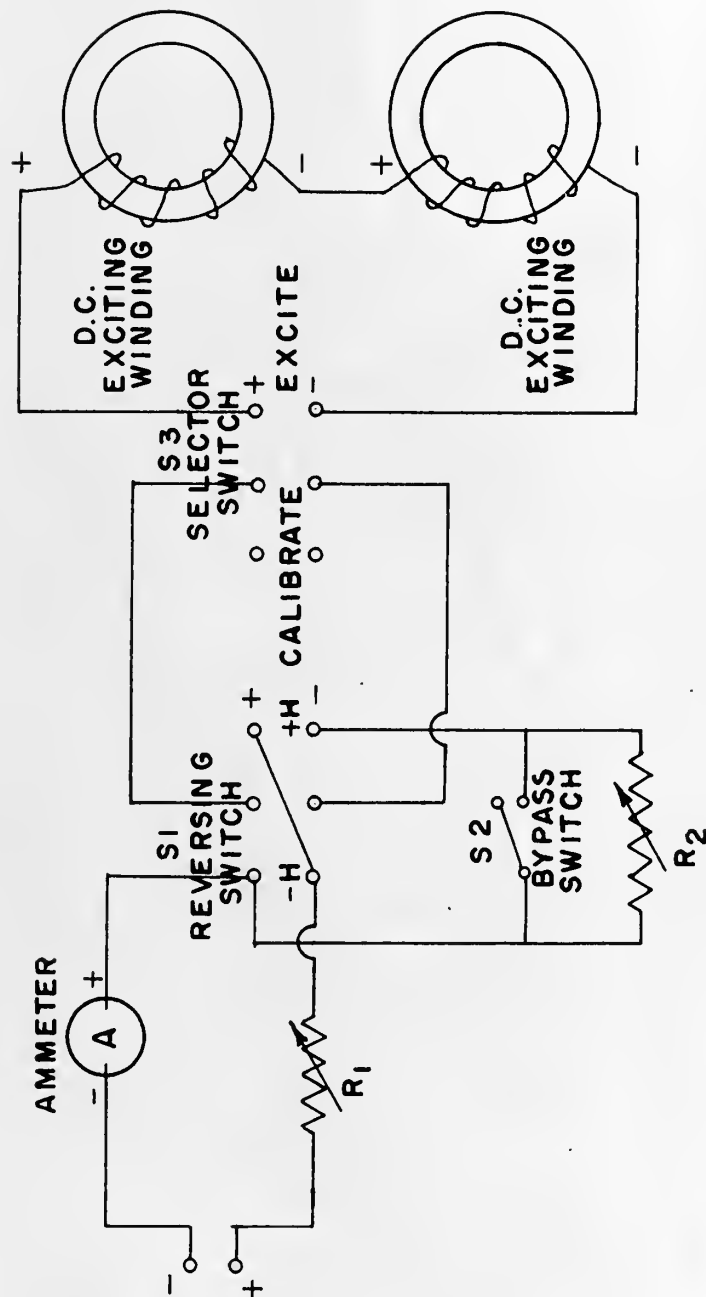 AMMETER
-
A
+
-
+
R1
S1
REVERSING
SWITCH
-H
+H
+
-
S2
BYPASS
SWITCH
R2
CALIBRATE
S3
SELECTOR
SWITCH
+
-
EXCITE
D.C.
EXCITING
WINDING
+
-
D.C.
EXCITING
WINDING
+
-